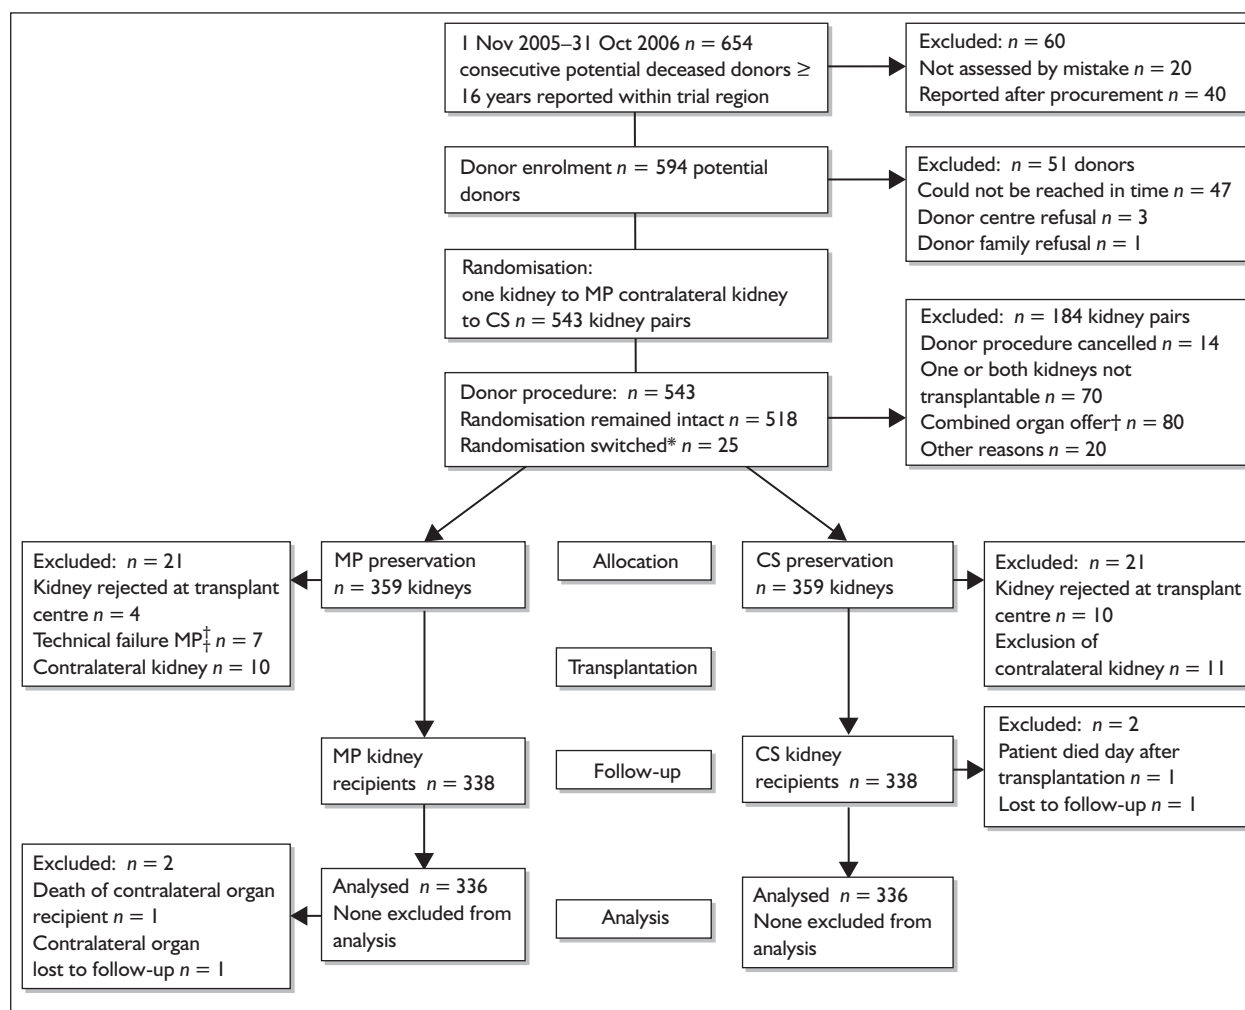 1 Nov 2005–31 Oct 2006 n = 654
consecutive potential deceased donors ≥
16 years reported within trial region
Excluded: n = 60
Not assessed by mistake n = 20
Reported after procurement n = 40
Donor enrolment n = 594 potential
donors
Excluded: n = 51 donors
Could not be reached in time n = 47
Donor centre refusal n = 3
Donor family refusal n = 1
Randomisation:
one kidney to MP contralateral kidney
to CS n = 543 kidney pairs
Excluded: n = 184 kidney pairs
Donor procedure cancelled n = 14
One or both kidneys not
transplantable n = 70
Combined organ offer† n = 80
Other reasons n = 20
Donor procedure: n = 543
Randomisation remained intact n = 518
Randomisation switched* n = 25
Excluded: n = 21
Kidney rejected at transplant
centre n = 4
Technical failure MP‡ n = 7
Contralateral kidney n = 10
MP preservation
n = 359 kidneys
Allocation
CS preservation
n = 359 kidneys
Excluded: n = 21
Kidney rejected at transplant
centre n = 10
Exclusion of
contralateral kidney n = 11
Transplantation
MP kidney
recipients n = 338
Follow-up
CS kidney
recipients n = 338
Excluded: n = 2
Patient died day after
transplantation n = 1
Lost to follow-up n = 1
Excluded: n = 2
Death of contralateral organ
recipient n = 1
Contralateral organ
lost to follow-up n = 1
Analysed n = 336
None excluded from
analysis
Analysis
Analysed n = 336
None excluded from
analysis